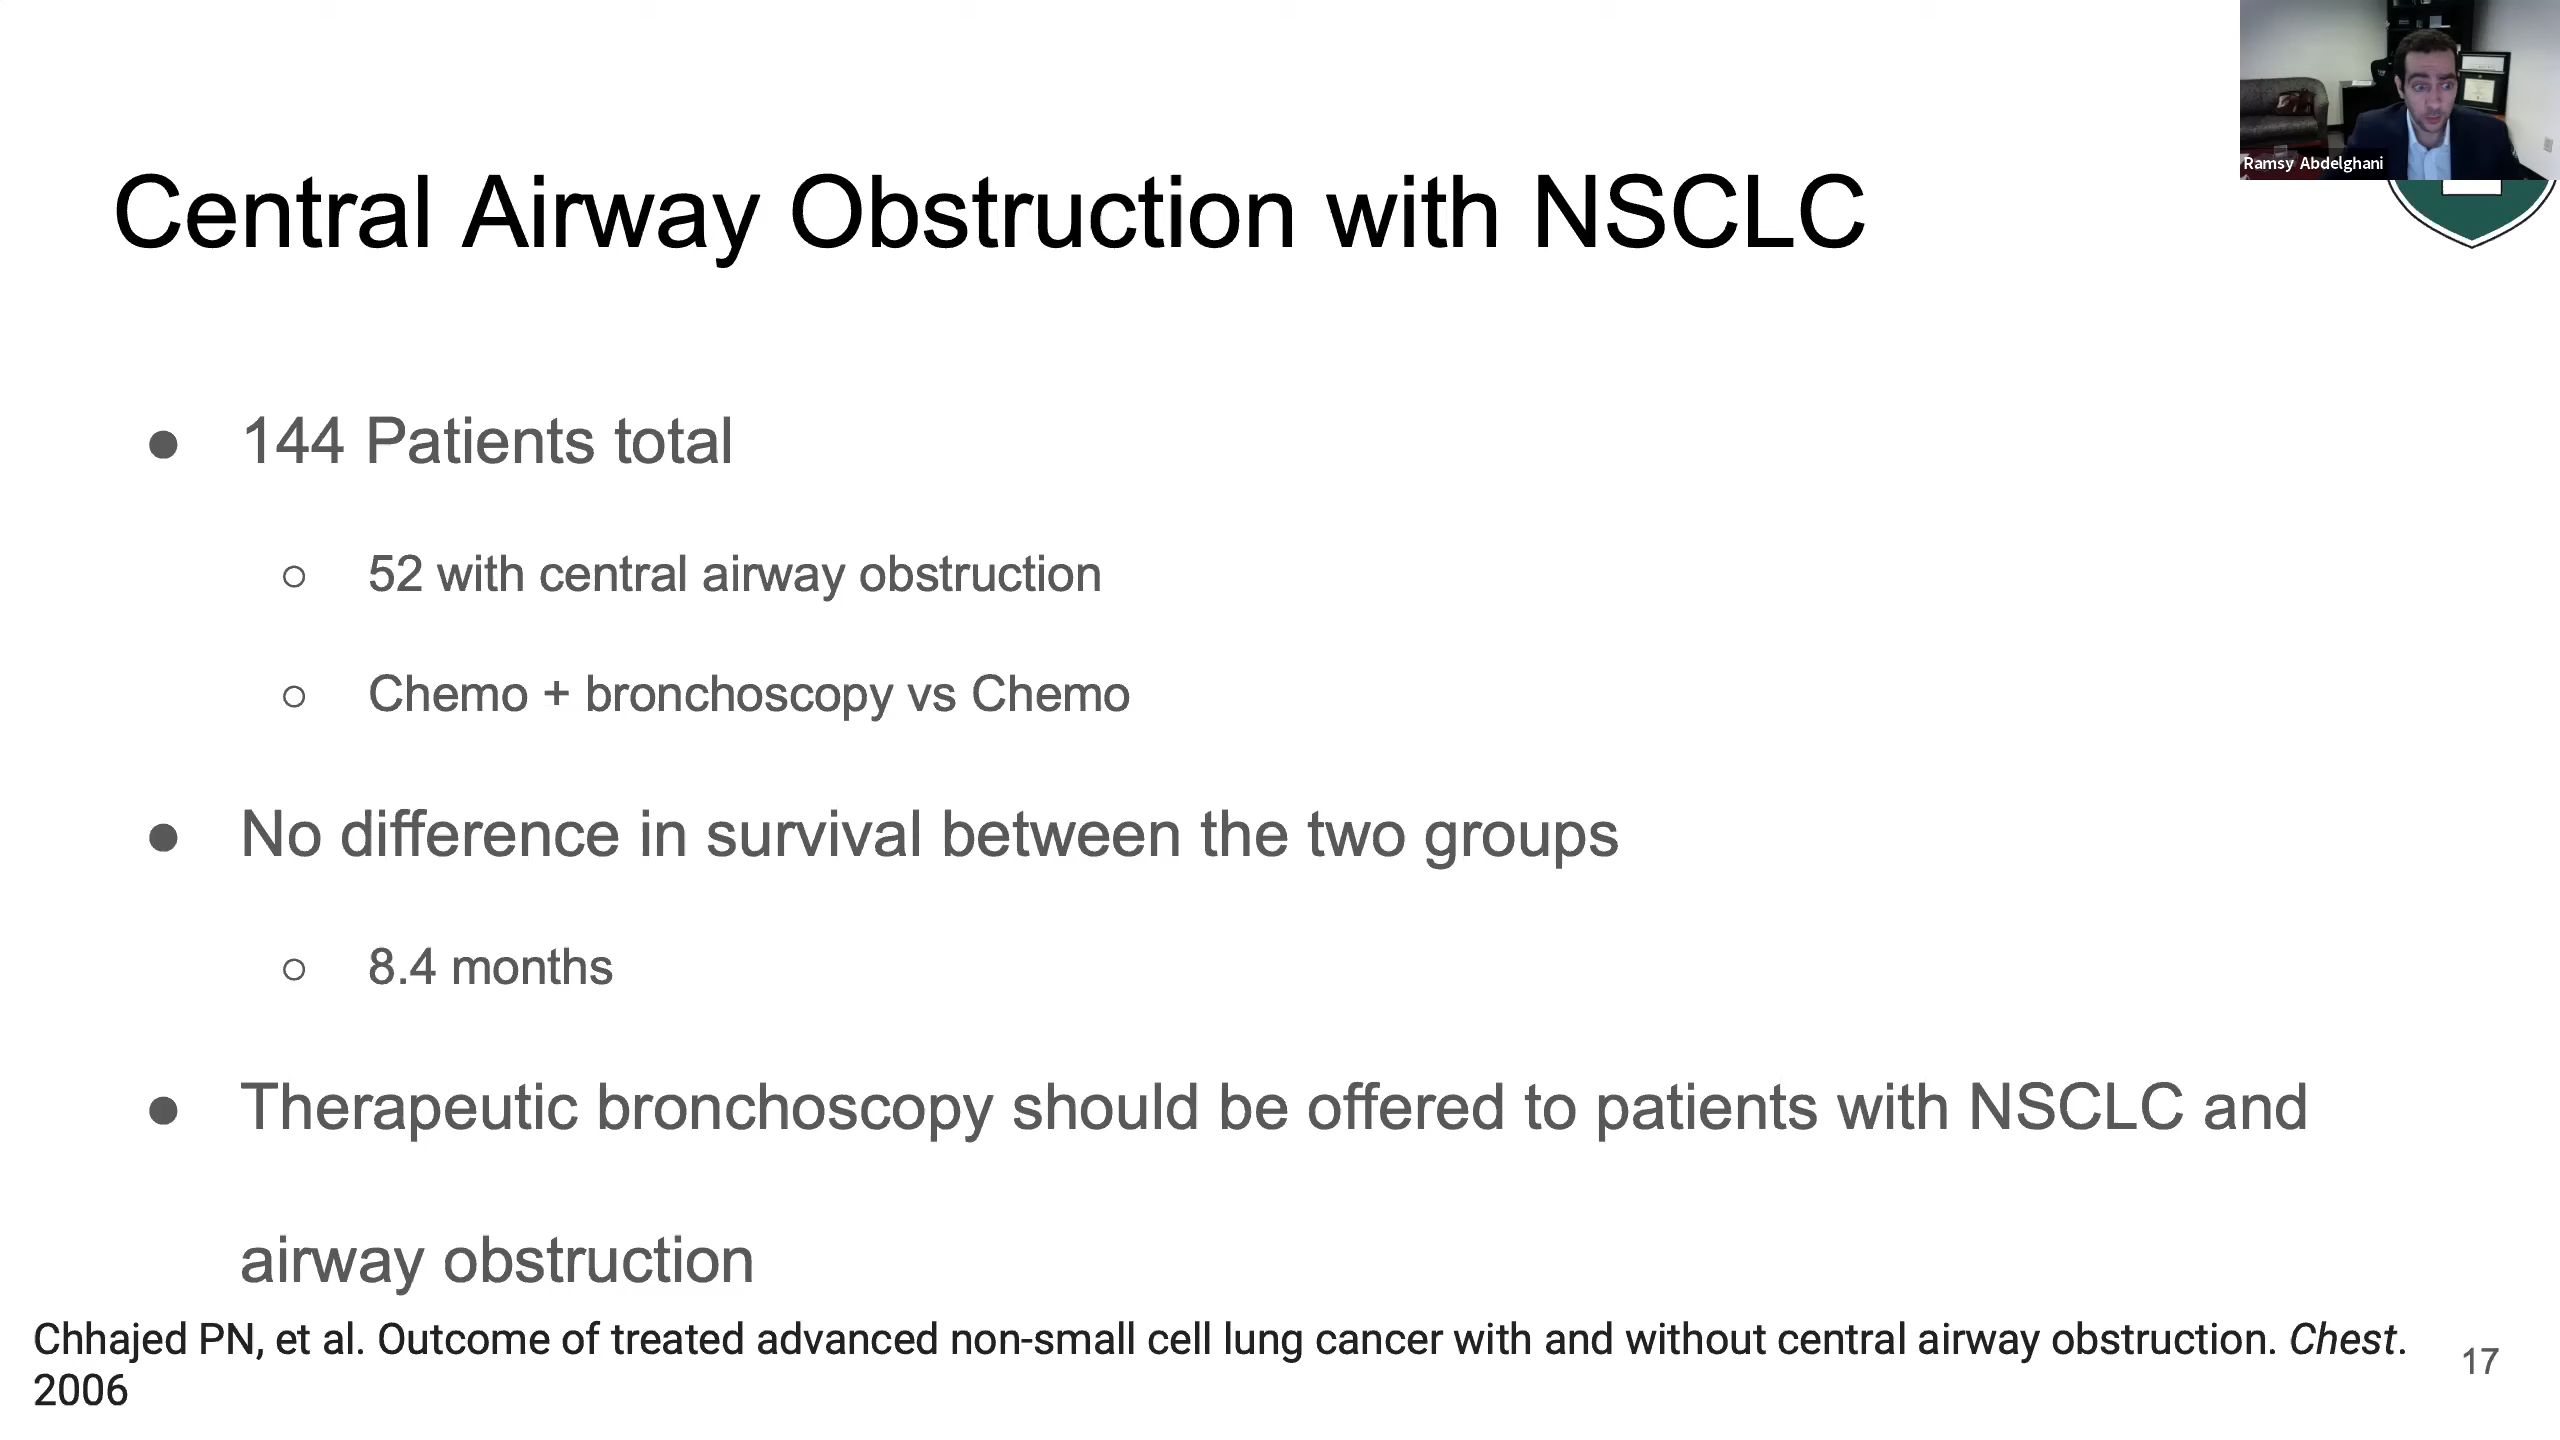 Ramsy Abdelghani
Central Airway Obstruction with NSCLC
● 144 Patients total
○ 52 with central airway obstruction
○ Chemo + bronchoscopy vs Chemo
● No difference in survival between the two groups
○ 8.4 months
● Therapeutic bronchoscopy should be offered to patients with NSCLC and
airway obstruction
Chhajed PN, et al. Outcome of treated advanced non-small cell lung cancer with and without central airway obstruction. Chest.
2006
17